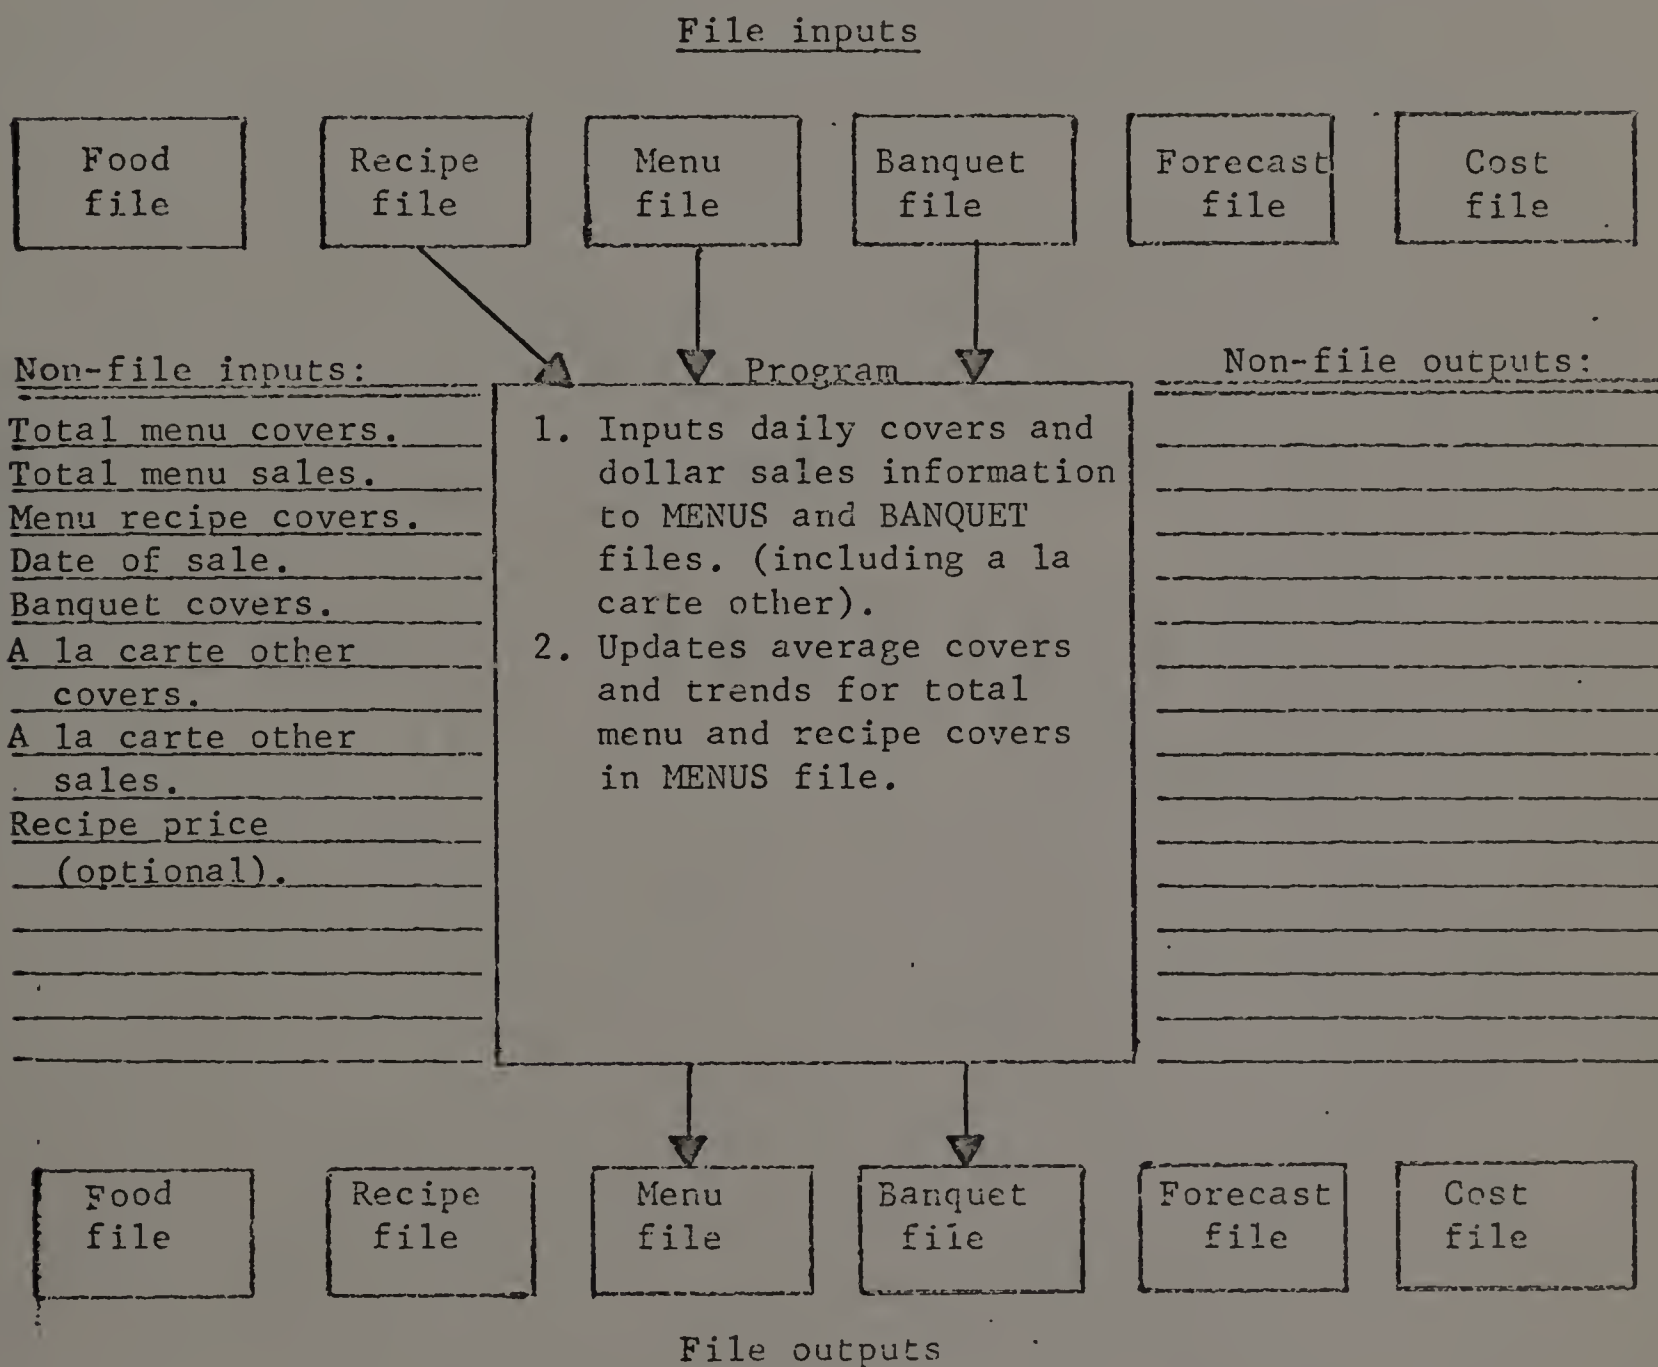 File inputs
Food file
Recipe file
Menu file
Banquet file
Forecast file
Cost file
Non-file inputs:
Total menu covers.
Total menu sales.
Menu recipe covers.
Date of sale.
Banquet covers.
A la carte other
covers.
A la carte other
sales.
Recipe price
(optional).
Program
1. Inputs daily covers and
dollar sales information
to MENUS and BANQUET
files. (including a la
carte other).
2. Updates average covers
and trends for total
menu and recipe covers
in MENUS file.
Non-file outputs:
Food file
Recipe file
Menu file
Banquet file
Forecast file
Cost file
File outputs